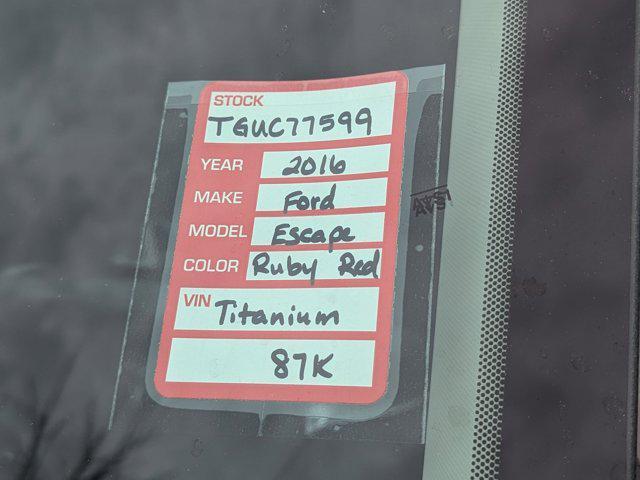 STOCK
TGUC77599
YEAR 2016
MAKE Ford
MODEL Escape
COLOR Ruby Red
VIN Titanium
87K